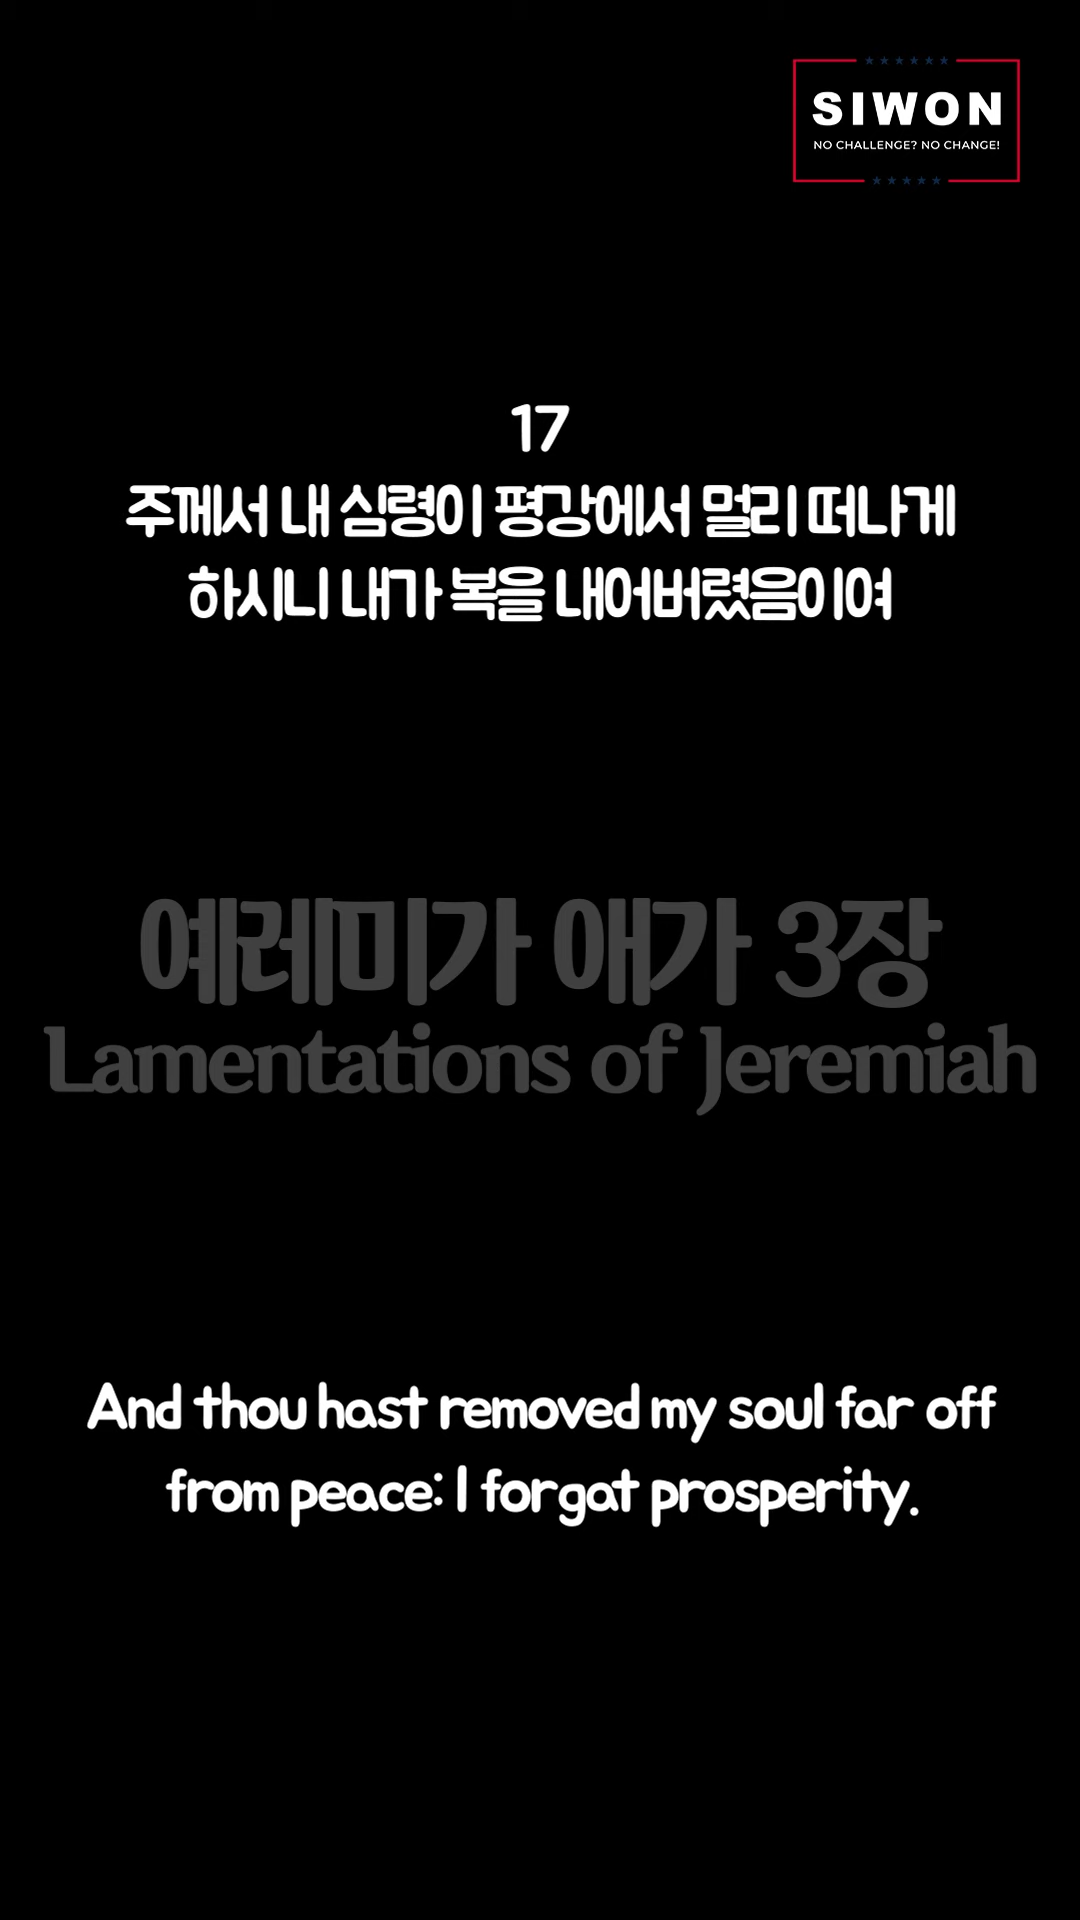 SIWON
NO CHALLENGE? NO CHANGE!
17
주께서 내 심령이 평강에서 멀리 떠나게
하시니 내가 복을 내어버렸음이여
예레미가 애가 3장
Lamentations of Jeremiah
And thou hast removed my soul far off
from peace: I forgat prosperity.